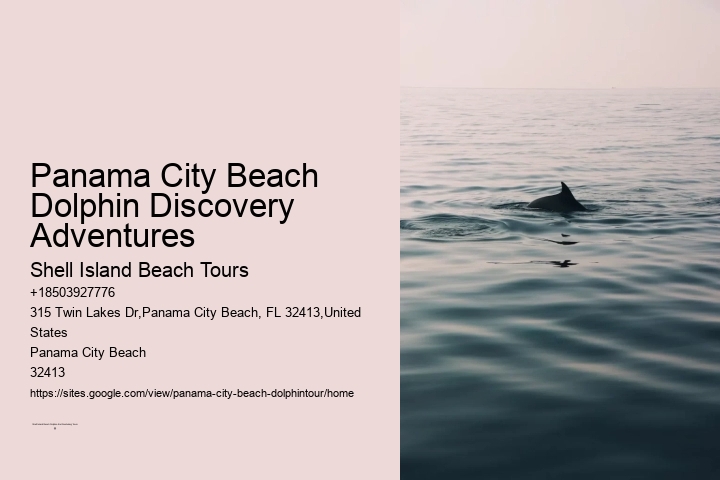 Panama City Beach
Dolphin Discovery
Adventures
Shell Island Beach Tours
+18503927776
315 Twin Lakes Dr,Panama City Beach, FL 32413,United
States
Panama City Beach
32413
https://sites.google.com/view/panama-city-beach-dolphintour/home